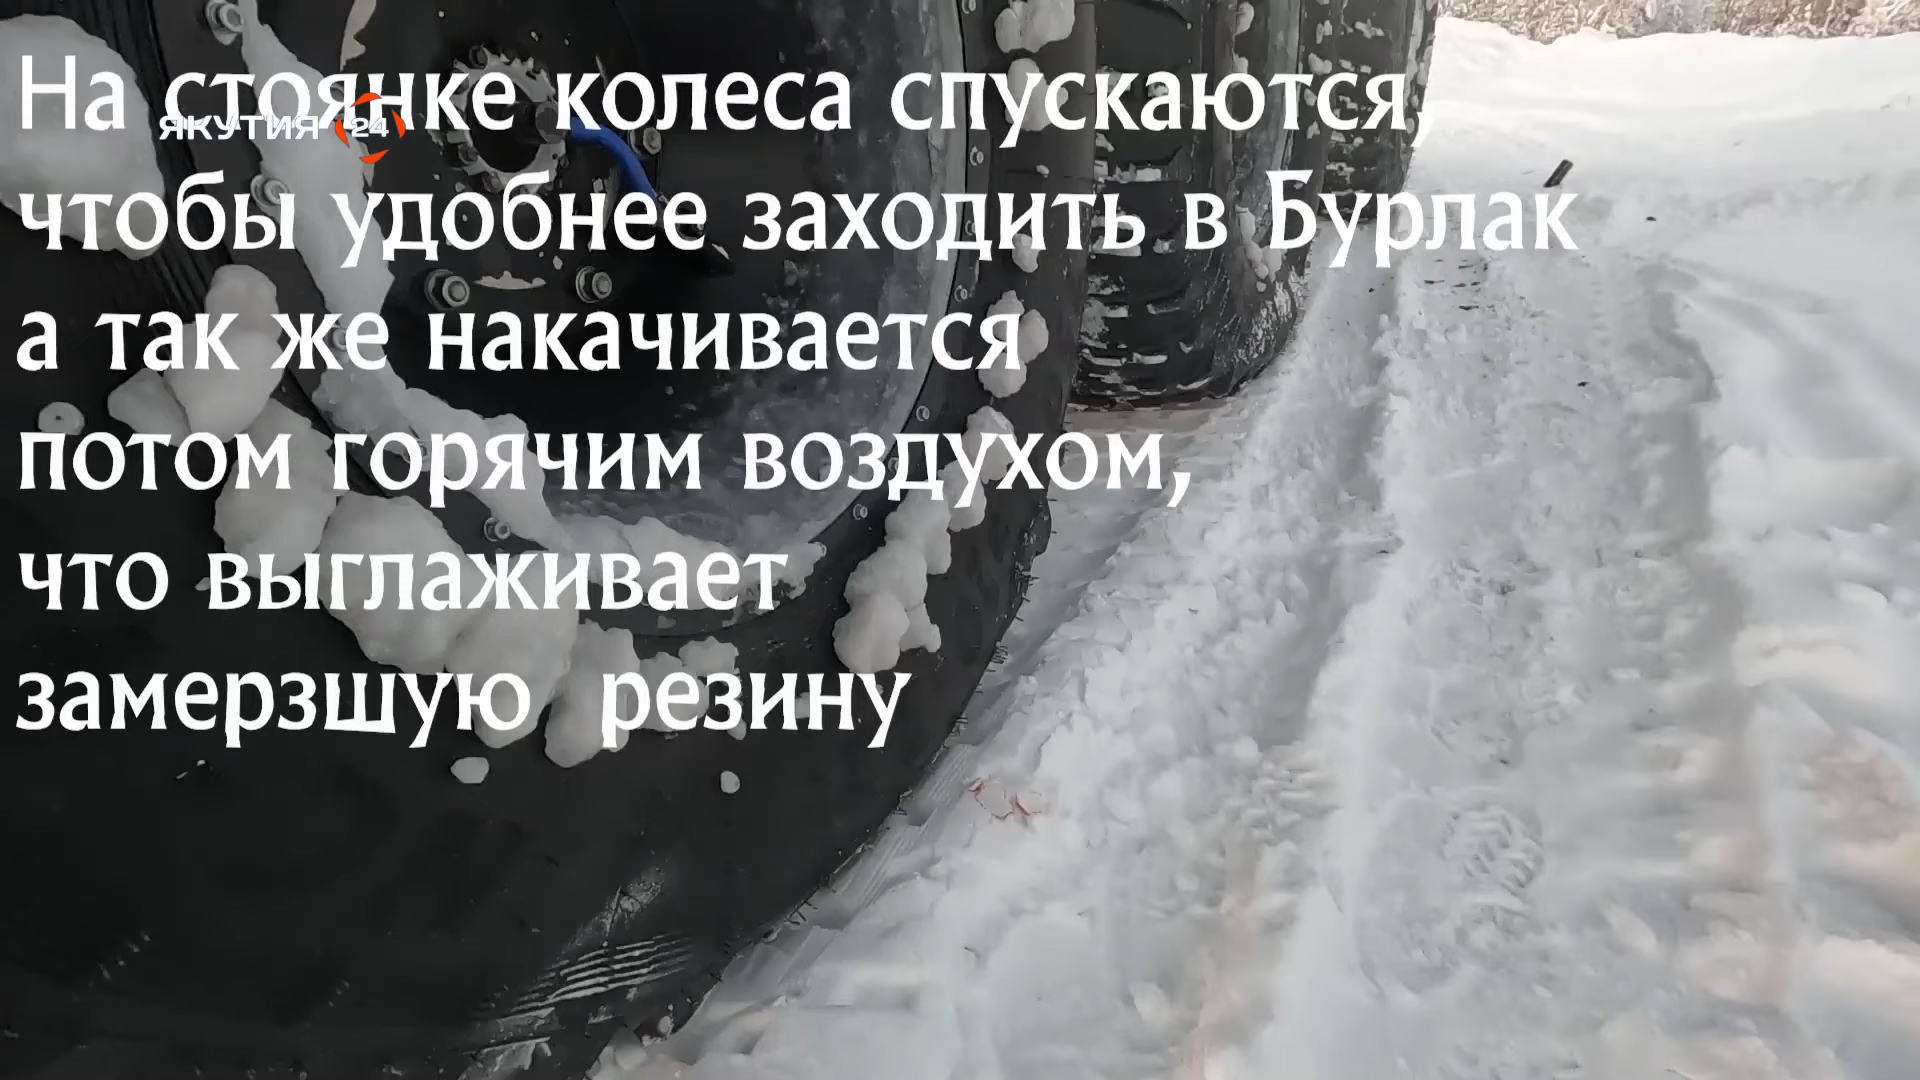 На стоянке колеса спускаются,
ЯКУТИЯ 24
чтобы удобнее заходить в Бурлак
а так же накачивается
потом горячим воздухом,
что выглаживает
замерзшую резину